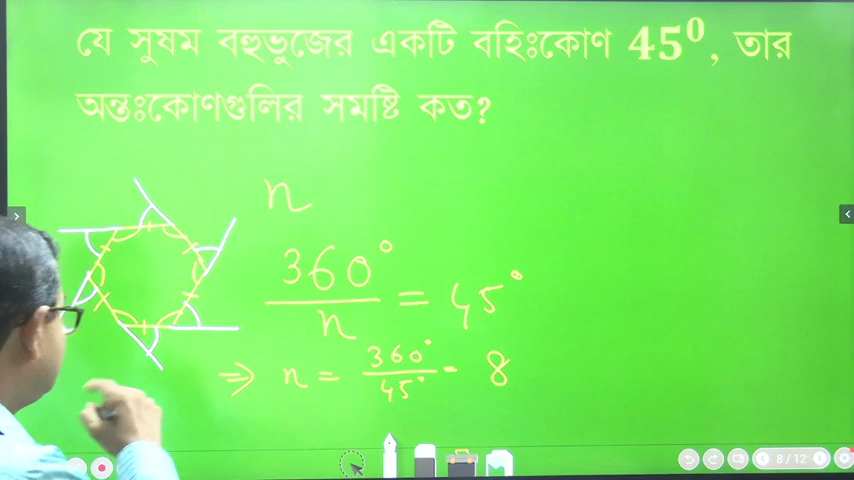 যে সুষম বহুভুজের একটি বহিঃকোণ 45⁰, তার
অন্তঃকোণগুলির সমষ্টি কত?
n
360°/n = 45°
⇒ n = 360°/45° = 8
8 / 12